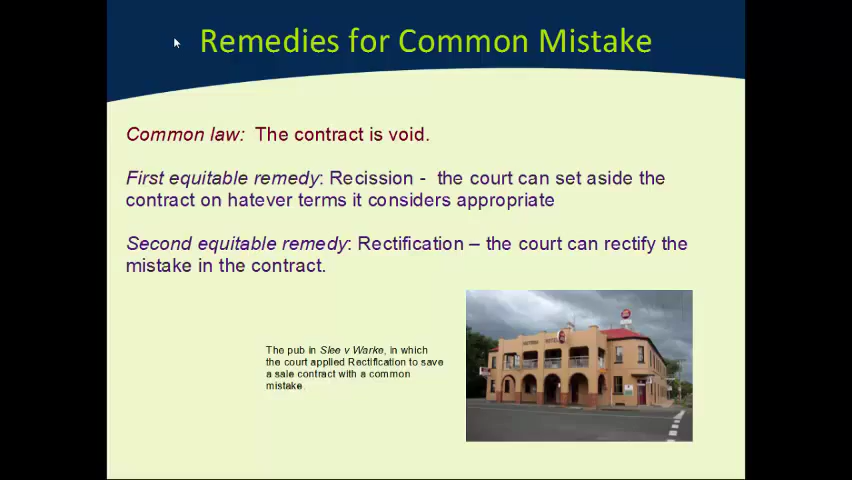 Remedies for Common Mistake
Common law: The contract is void.
First equitable remedy: Recission - the court can set aside the
contract on hatever terms it considers appropriate
Second equitable remedy: Rectification – the court can rectify the
mistake in the contract.
The pub in Slee v Warke, in which
the court applied Rectification to save
a sale contract with a common
mistake.